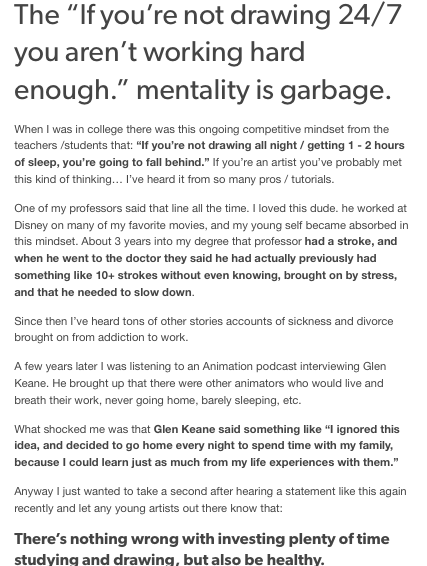 The “If you’re not drawing 24/7
you aren’t working hard
enough.” mentality is garbage.
When I was in college there was this ongoing competitive mindset from the
teachers /students that: “If you’re not drawing all night / getting 1 - 2 hours
of sleep, you’re going to fall behind.” If you’re an artist you’ve probably met
this kind of thinking… I’ve heard it from so many pros / tutorials.
One of my professors said that line all the time. I loved this dude. he worked at
Disney on many of my favorite movies, and my young self became absorbed in
this mindset. About 3 years into my degree that professor had a stroke, and
when he went to the doctor they said he had actually previously had
something like 10+ strokes without even knowing, brought on by stress,
and that he needed to slow down.
Since then I’ve heard tons of other stories accounts of sickness and divorce
brought on from addiction to work.
A few years later I was listening to an Animation podcast interviewing Glen
Keane. He brought up that there were other animators who would live and
breath their work, never going home, barely sleeping, etc.
What shocked me was that Glen Keane said something like “I ignored this
idea, and decided to go home every night to spend time with my family,
because I could learn just as much from my life experiences with them.”
Anyway I just wanted to take a second after hearing a statement like this again
recently and let any young artists out there know that:
There’s nothing wrong with investing plenty of time
studying and drawing, but also be healthy.